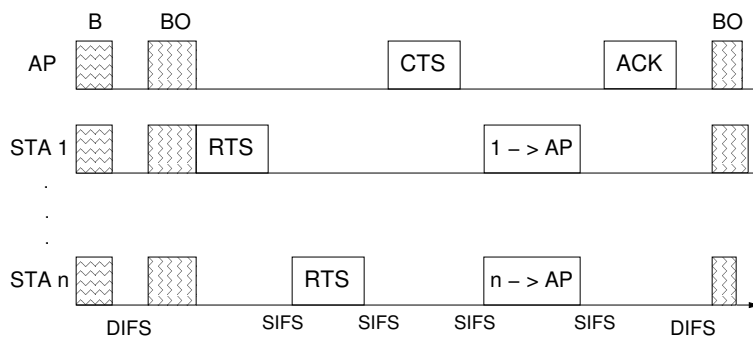 B BO BO
AP CTS ACK
STA 1 RTS 1 − > AP
STA n RTS n − > AP
DIFS SIFS SIFS SIFS SIFS DIFS